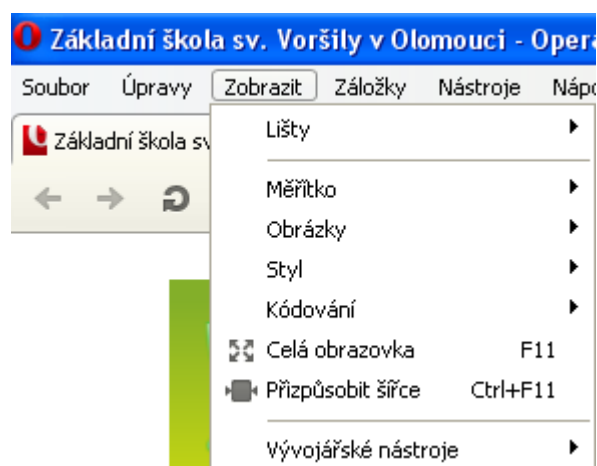 Základní škola sv. Voršily v Olomouci - Opera
Soubor Úpravy Zobrazit Záložky Nástroje Nápo
Základní škola sv
Lišty
Měřítko
Obrázky
Styl
Kódování
Celá obrazovka F11
Přizpůsobit šířce Ctrl+F11
Vývojářské nástroje